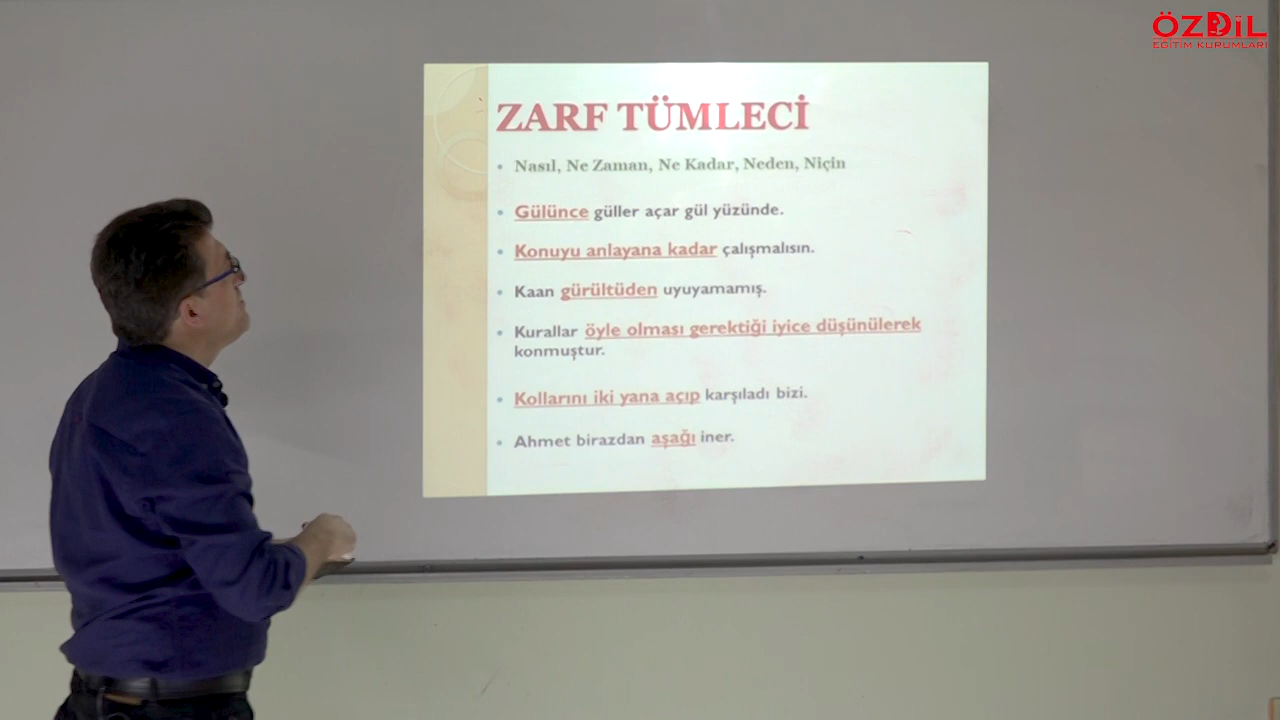 ÖZDİL
EĞİTİM KURUMLARI
ZARF TÜMLECİ
• Nasıl, Ne Zaman, Ne Kadar, Neden, Niçin
• Gülünce güller açar gül yüzünde.
• Konuyu anlayana kadar çalışmalısın.
• Kaan gürültüden uyuyamamış.
• Kurallar öyle olması gerektiği iyice düşünülerek
konmuştur.
• Kollarını iki yana açıp karşıladı bizi.
• Ahmet birazdan aşağı iner.